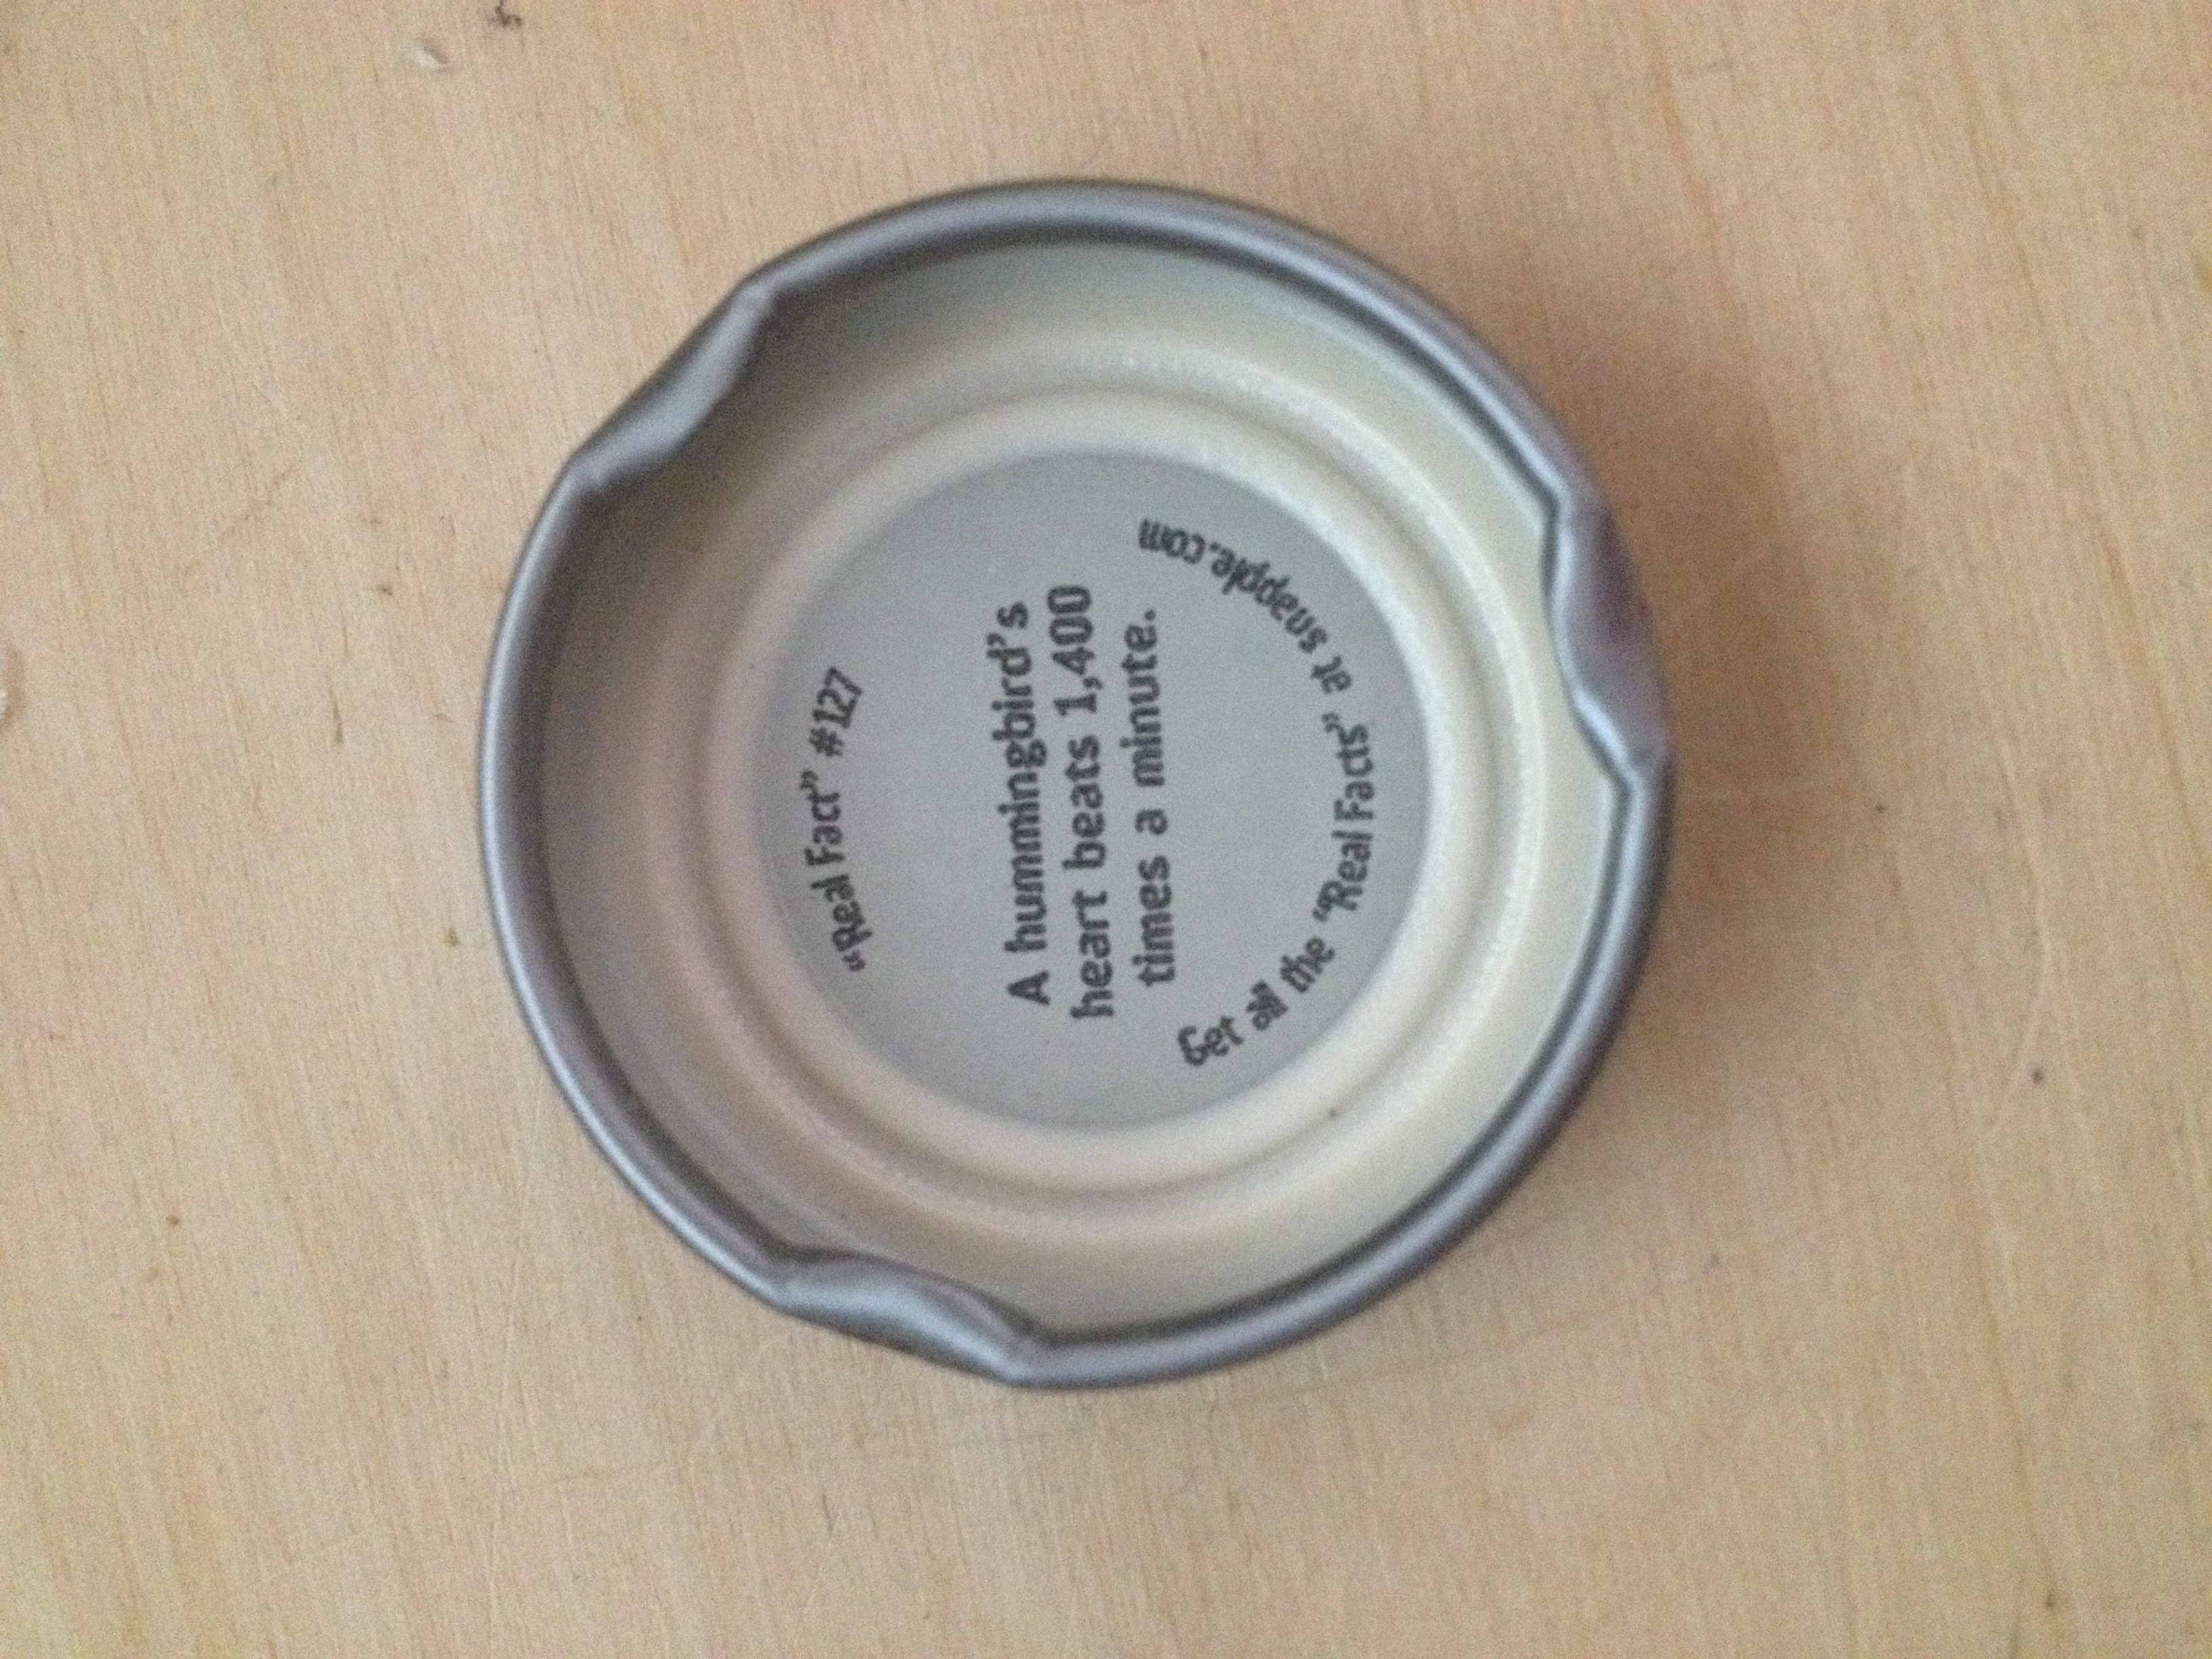 “Real Fact” #127
A hummingbird’s
heart beats 1,400
times a minute.
Get all the “Real Facts” at snapple.com